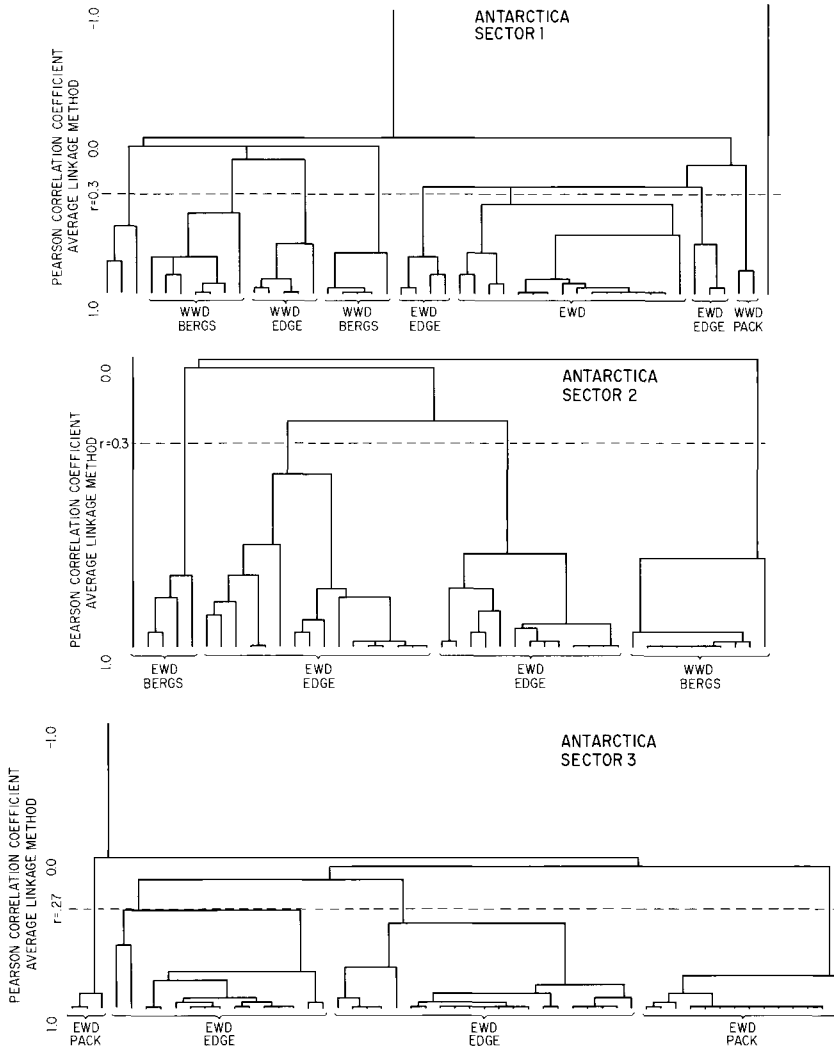 ANTARCTICA
SECTOR 1
PEARSON CORRELATION COEFFICIENT
AVERAGE LINKAGE METHOD
-1.0
0.0
r=0.3
1.0
WWD
BERGS
WWD
EDGE
WWD
BERGS
EWD
EDGE
EWD
EWD
EDGE
WWD
PACK
ANTARCTICA
SECTOR 2
PEARSON CORRELATION COEFFICIENT
AVERAGE LINKAGE METHOD
0.0
r=0.3
1.0
EWD
BERGS
EWD
EDGE
EWD
EDGE
WWD
BERGS
ANTARCTICA
SECTOR 3
PEARSON CORRELATION COEFFICIENT
AVERAGE LINKAGE METHOD
-1.0
0.0
r=.27
1.0
EWD
PACK
EWD
EDGE
EWD
EDGE
EWD
PACK